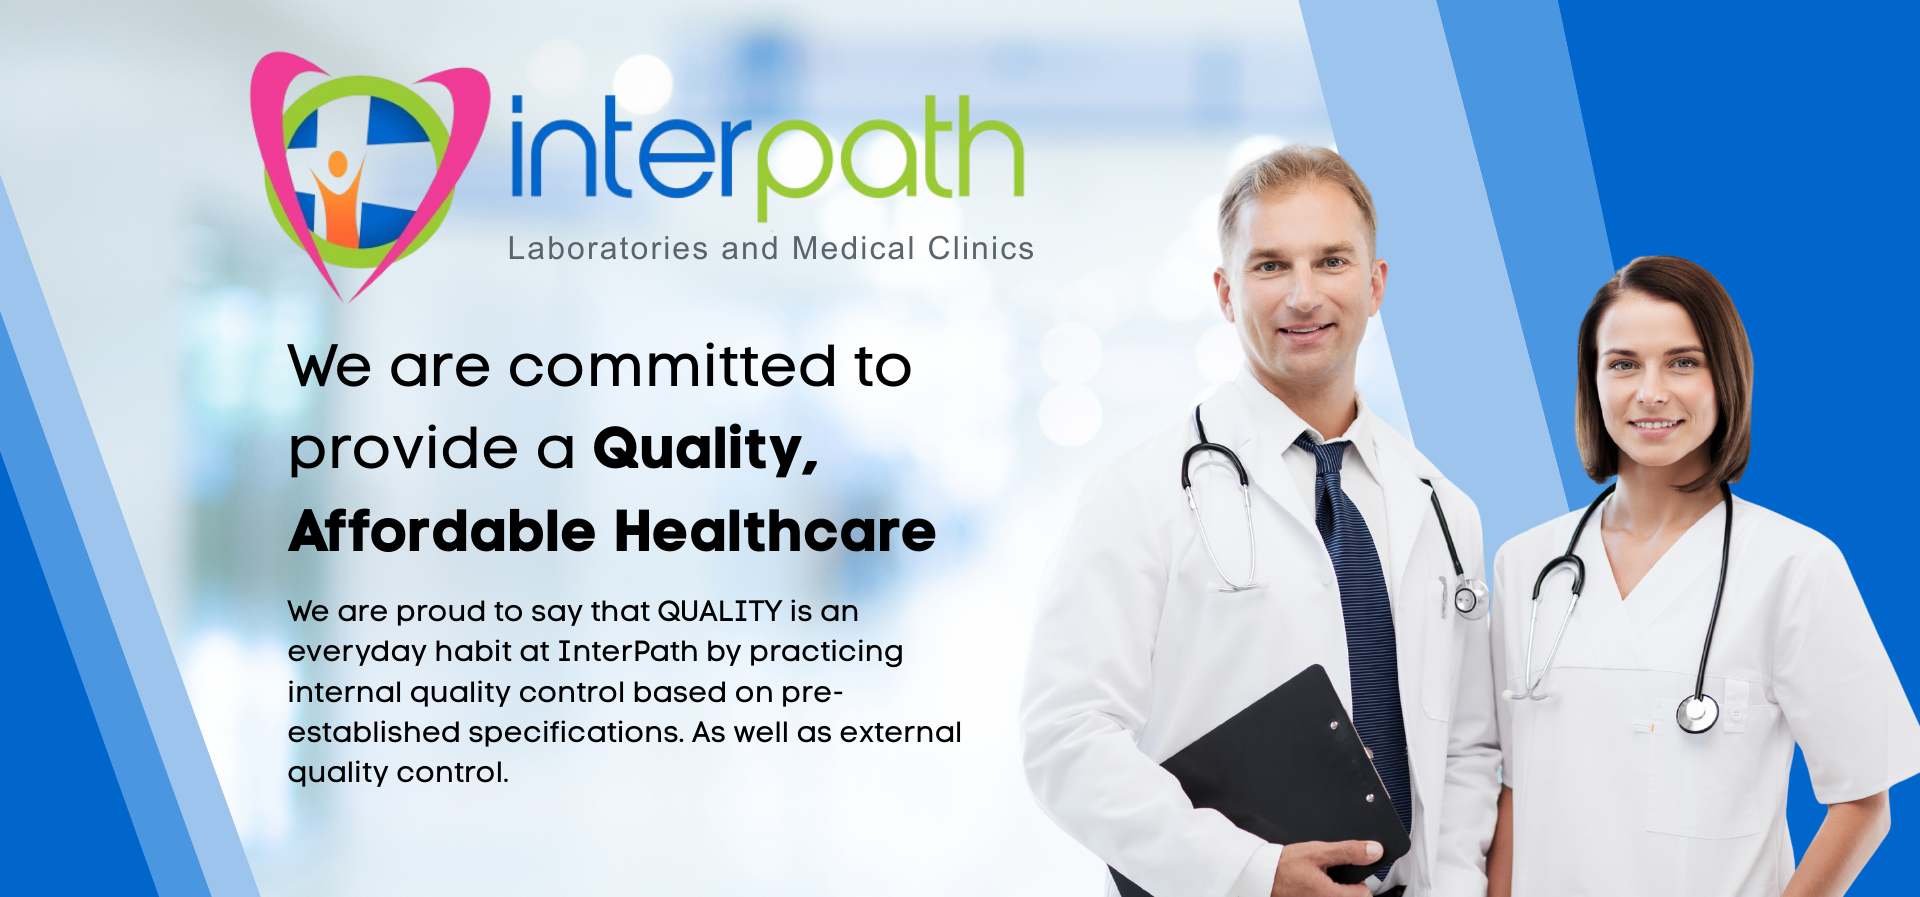 interpath
Laboratories and Medical Clinics
We are committed to
provide a Quality,
Affordable Healthcare
We are proud to say that QUALITY is an
everyday habit at InterPath by practicing
internal quality control based on pre-
established specifications. As well as external
quality control.